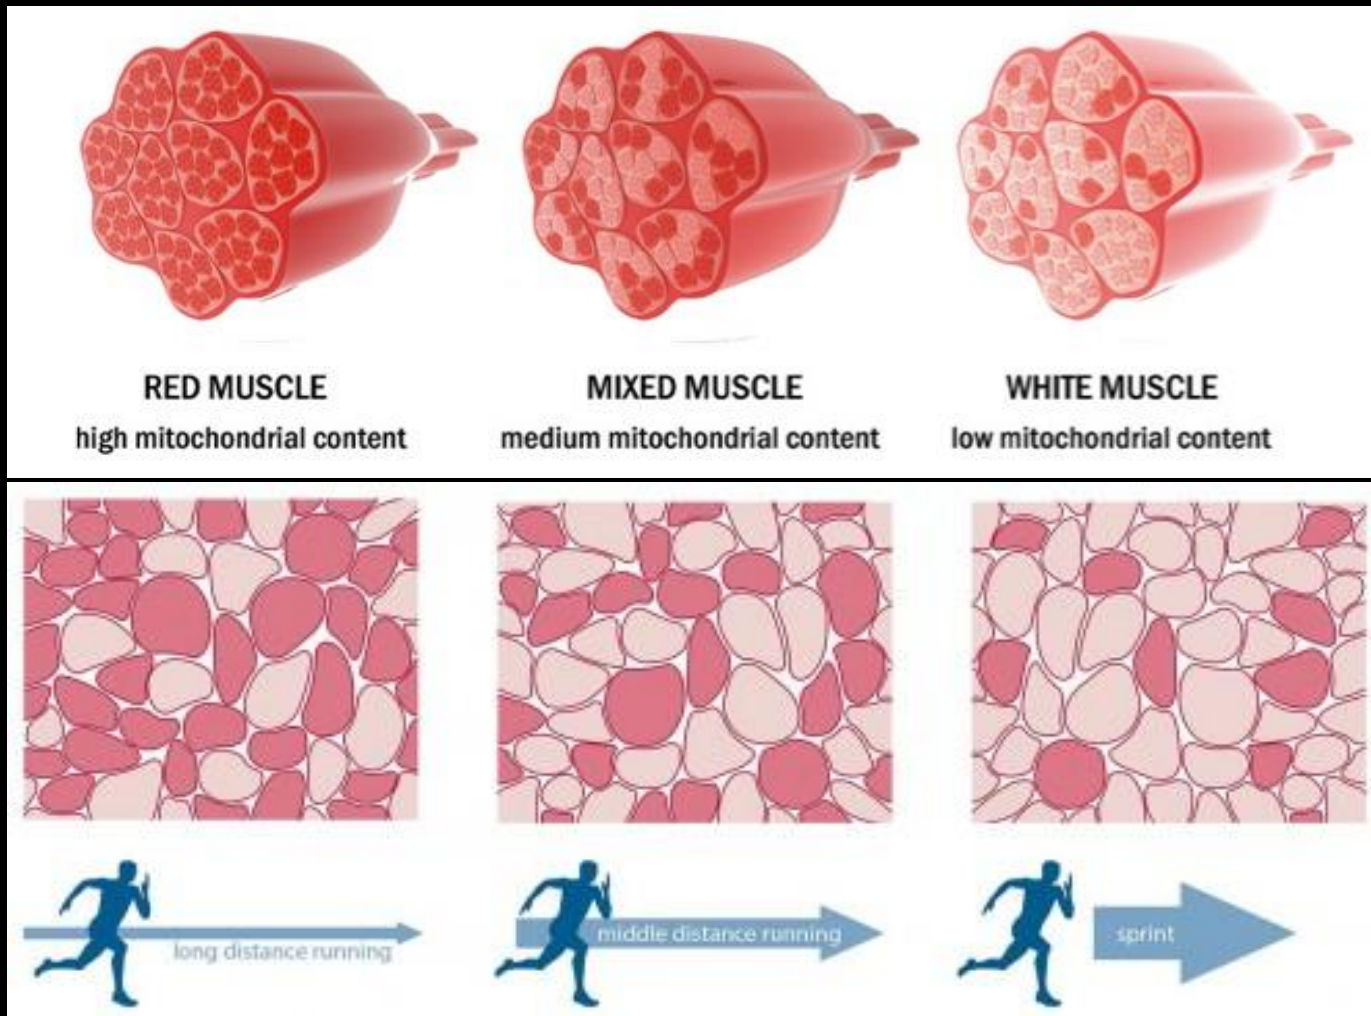 RED MUSCLE
high mitochondrial content
MIXED MUSCLE
medium mitochondrial content
WHITE MUSCLE
low mitochondrial content
long distance running
middle distance running
sprint